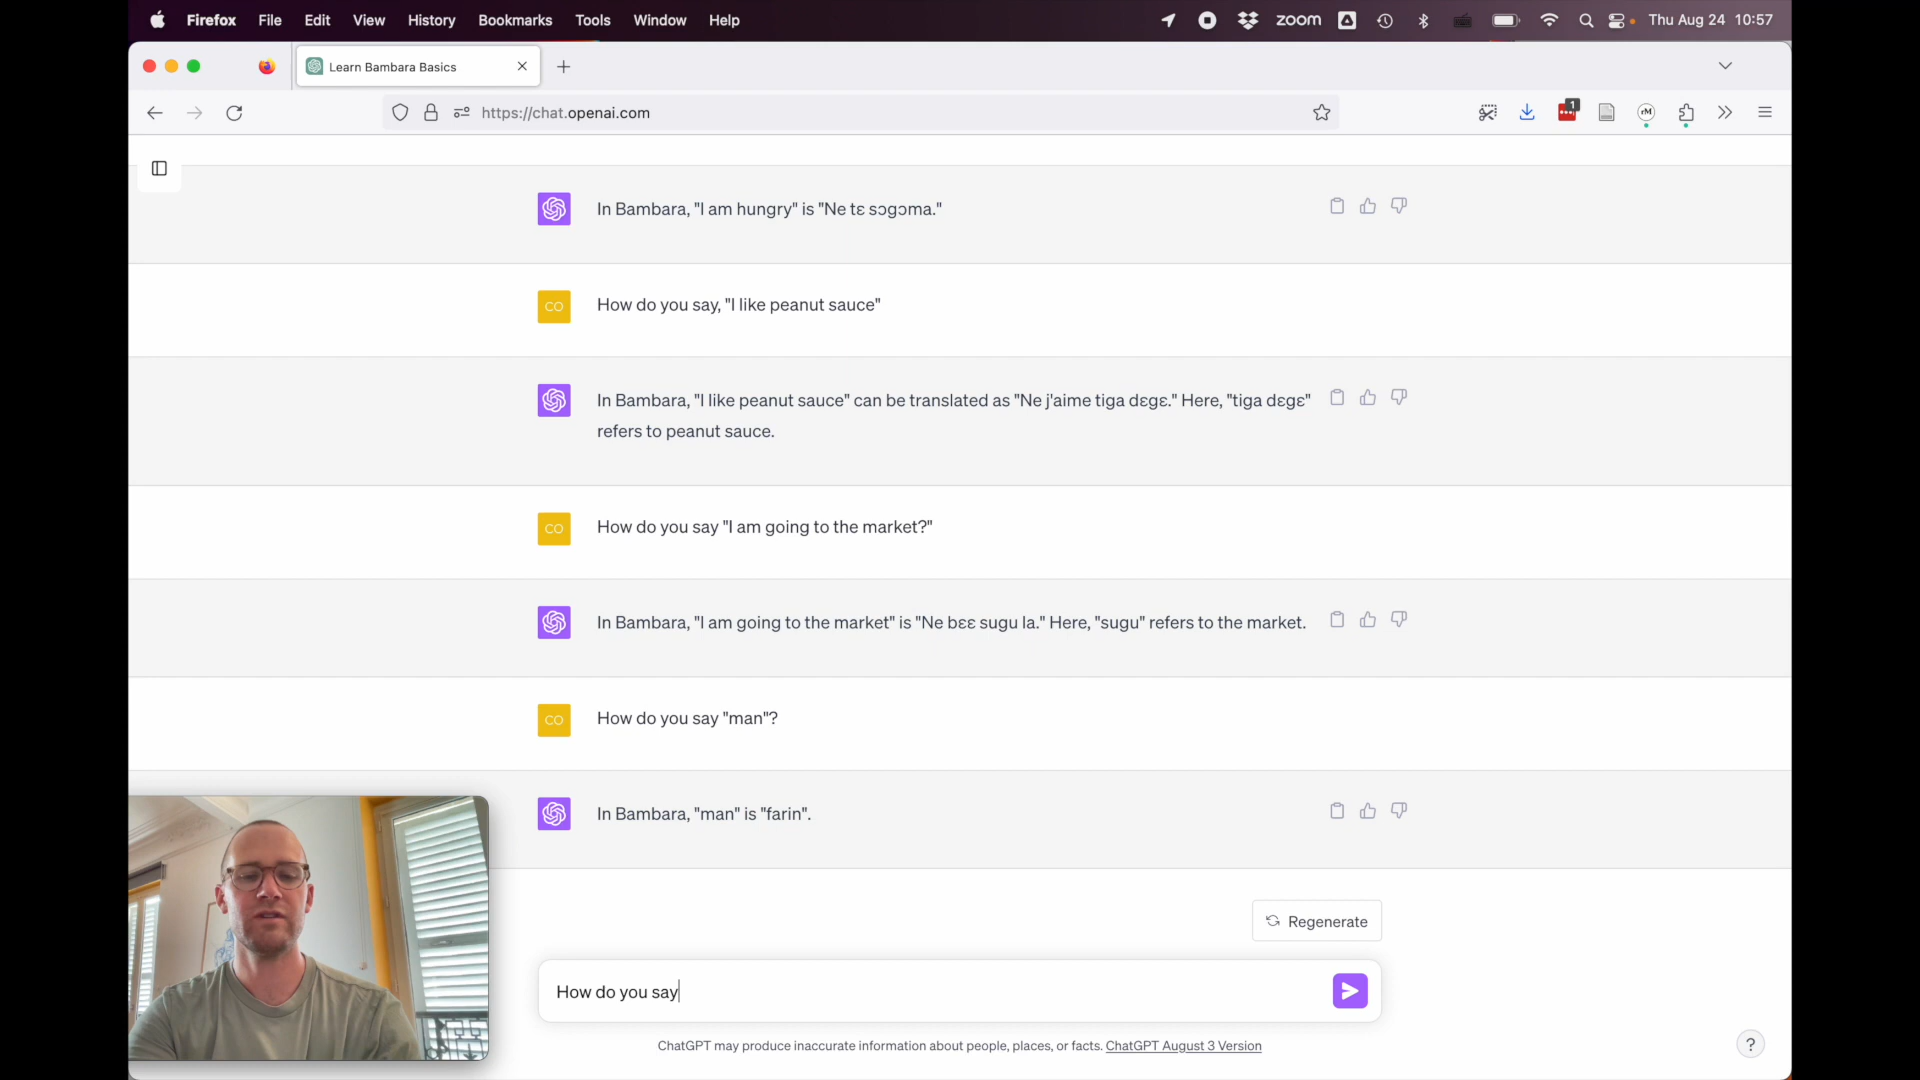 Firefox File Edit View History Bookmarks Tools Window Help zoom Thu Aug 24 10:57
Learn Bambara Basics
https://chat.openai.com 1 rM
In Bambara, "I am hungry" is "Ne tɛ sɔgɔma."
CO How do you say, "I like peanut sauce"
In Bambara, "I like peanut sauce" can be translated as "Ne j'aime tiga dɛgɛ." Here, "tiga dɛgɛ"
refers to peanut sauce.
CO How do you say "I am going to the market?"
In Bambara, "I am going to the market" is "Ne bɛɛ sugu la." Here, "sugu" refers to the market.
CO How do you say "man"?
In Bambara, "man" is "farin".
Regenerate
How do you say
ChatGPT may produce inaccurate information about people, places, or facts. ChatGPT August 3 Version
?